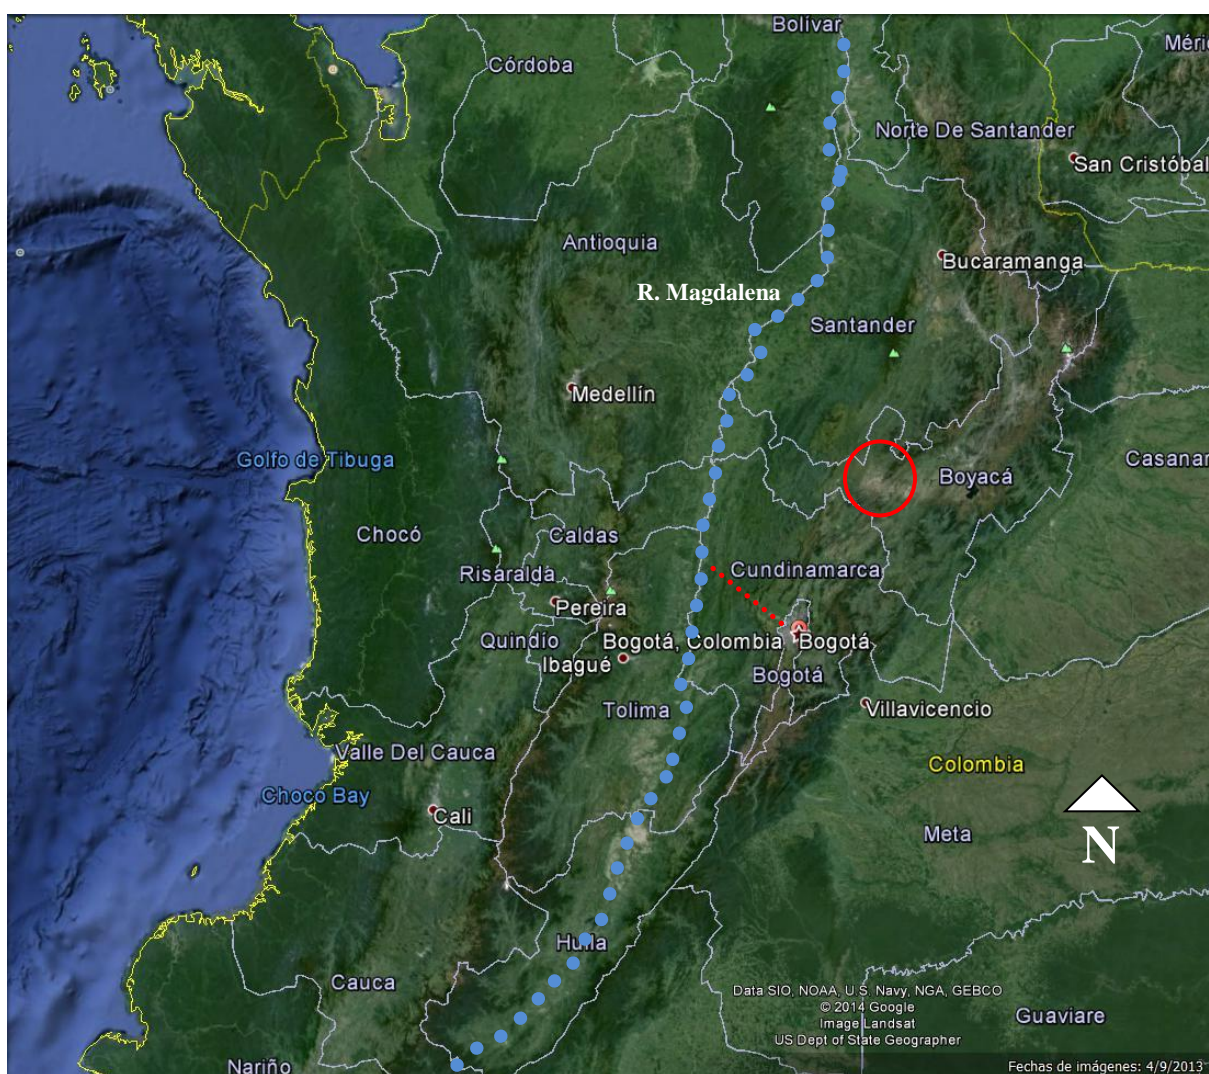 Bolívar
Méri
Córdoba
Norte De Santander
San Cristóbal
Antioquia
Bucaramanga
R. Magdalena
Santander
Medellín
Golfo de Tibuga
Boyacá
Casanar
Chocó
Caldas
Cundinamarca
Risaralda
Pereira
Quindío
Bogotá, Colombia
Bogotá
Ibagué
Bogotá
Tolima
Villavicencio
Valle Del Cauca
Colombia
Choco Bay
Cali
Meta
N
Huila
Cauca
Data SIO, NOAA, U.S. Navy, NGA, GEBCO
© 2014 Google
Image Landsat
US Dept of State Geographer
Guaviare
Nariño
Fechas de imágenes: 4/9/2013